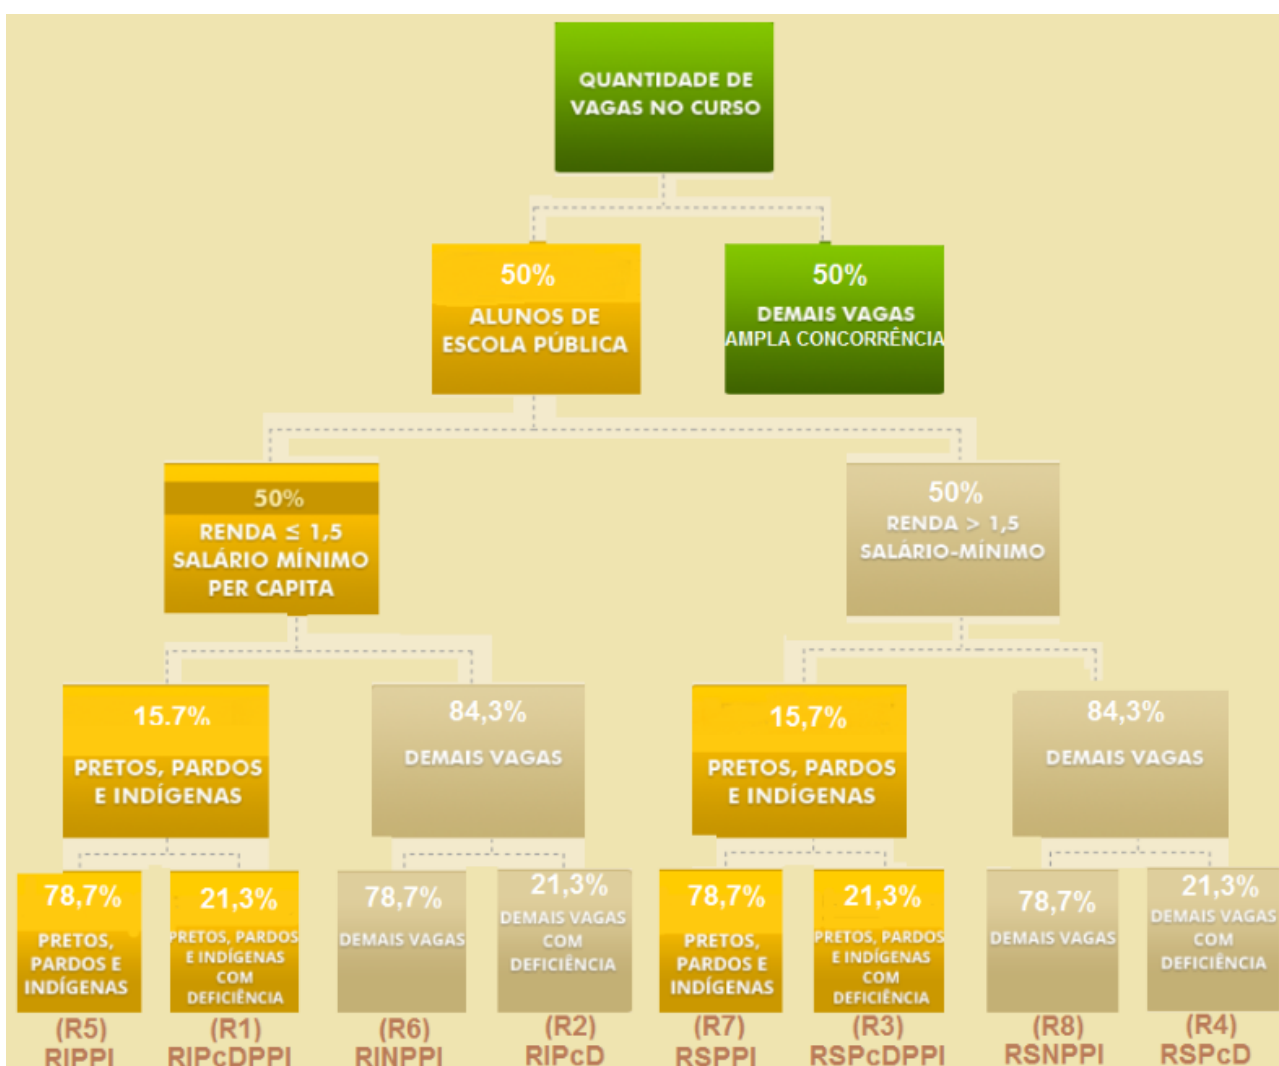 QUANTIDADE DE
VAGAS NO CURSO
50%
ALUNOS DE
ESCOLA PÚBLICA
50%
DEMAIS VAGAS
AMPLA CONCORRÊNCIA
50%
RENDA ≤ 1,5
SALÁRIO MÍNIMO
PER CAPITA
50%
RENDA > 1,5
SALÁRIO-MÍNIMO
15.7%
PRETOS, PARDOS
E INDÍGENAS
84,3%
DEMAIS VAGAS
15,7%
PRETOS, PARDOS
E INDÍGENAS
84,3%
DEMAIS VAGAS
78,7%
PRETOS,
PARDOS E
INDÍGENAS
(R5)
RIPPI
21,3%
PRETOS, PARDOS
E INDÍGENAS
COM
DEFICIÊNCIA
(R1)
RIPcDPPI
78,7%
DEMAIS VAGAS
(R6)
RINPPI
21,3%
DEMAIS VAGAS
COM
DEFICIÊNCIA
(R2)
RIPcD
78,7%
PRETOS,
PARDOS E
INDÍGENAS
(R7)
RSPPI
21,3%
PRETOS, PARDOS
E INDÍGENAS
COM
DEFICIÊNCIA
(R3)
RSPcDPPI
78,7%
DEMAIS VAGAS
(R8)
RSNPPI
21,3%
DEMAIS VAGAS
COM
DEFICIÊNCIA
(R4)
RSPcD